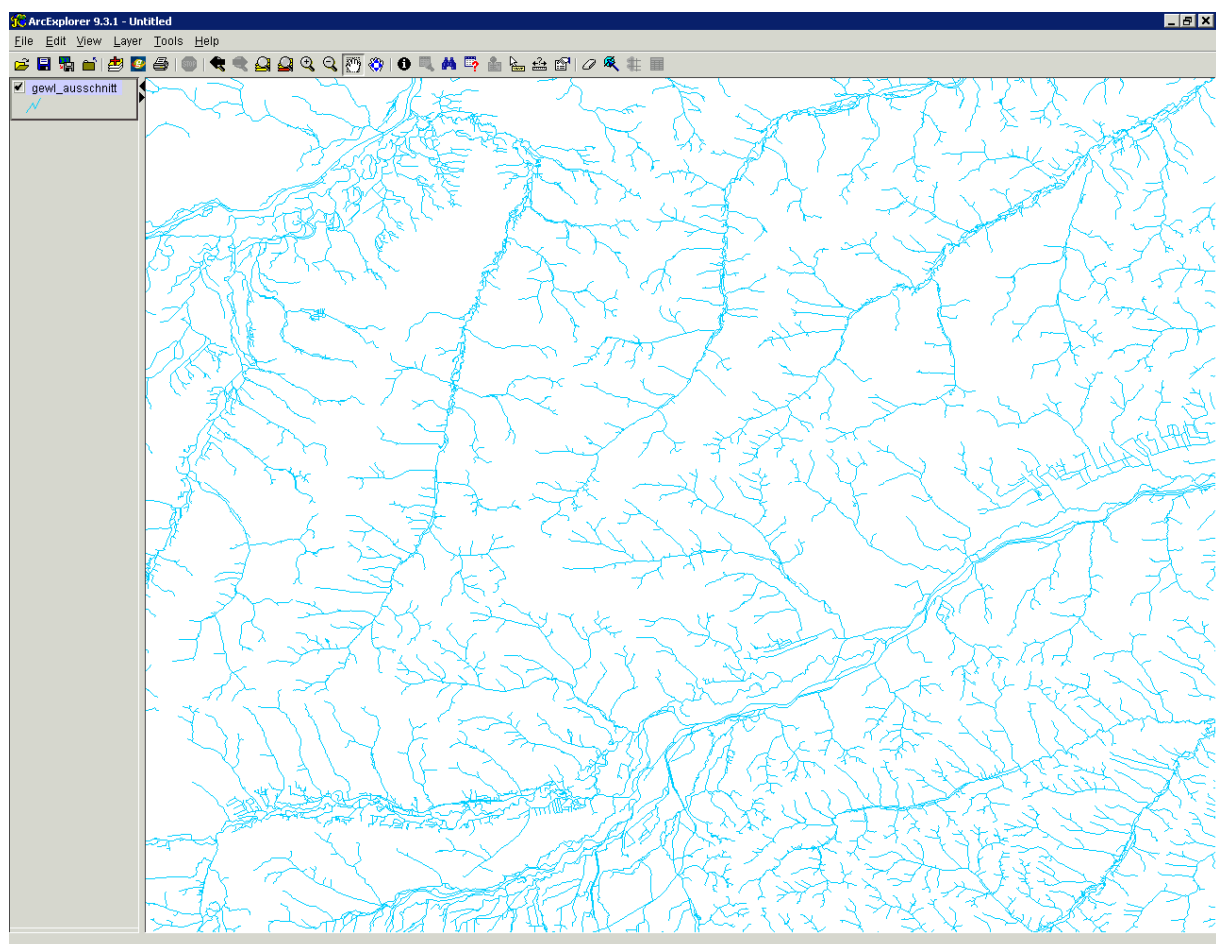 ArcExplorer 9.3.1 - Untitled
File Edit View Layer Tools Help
gewl_ausschnitt